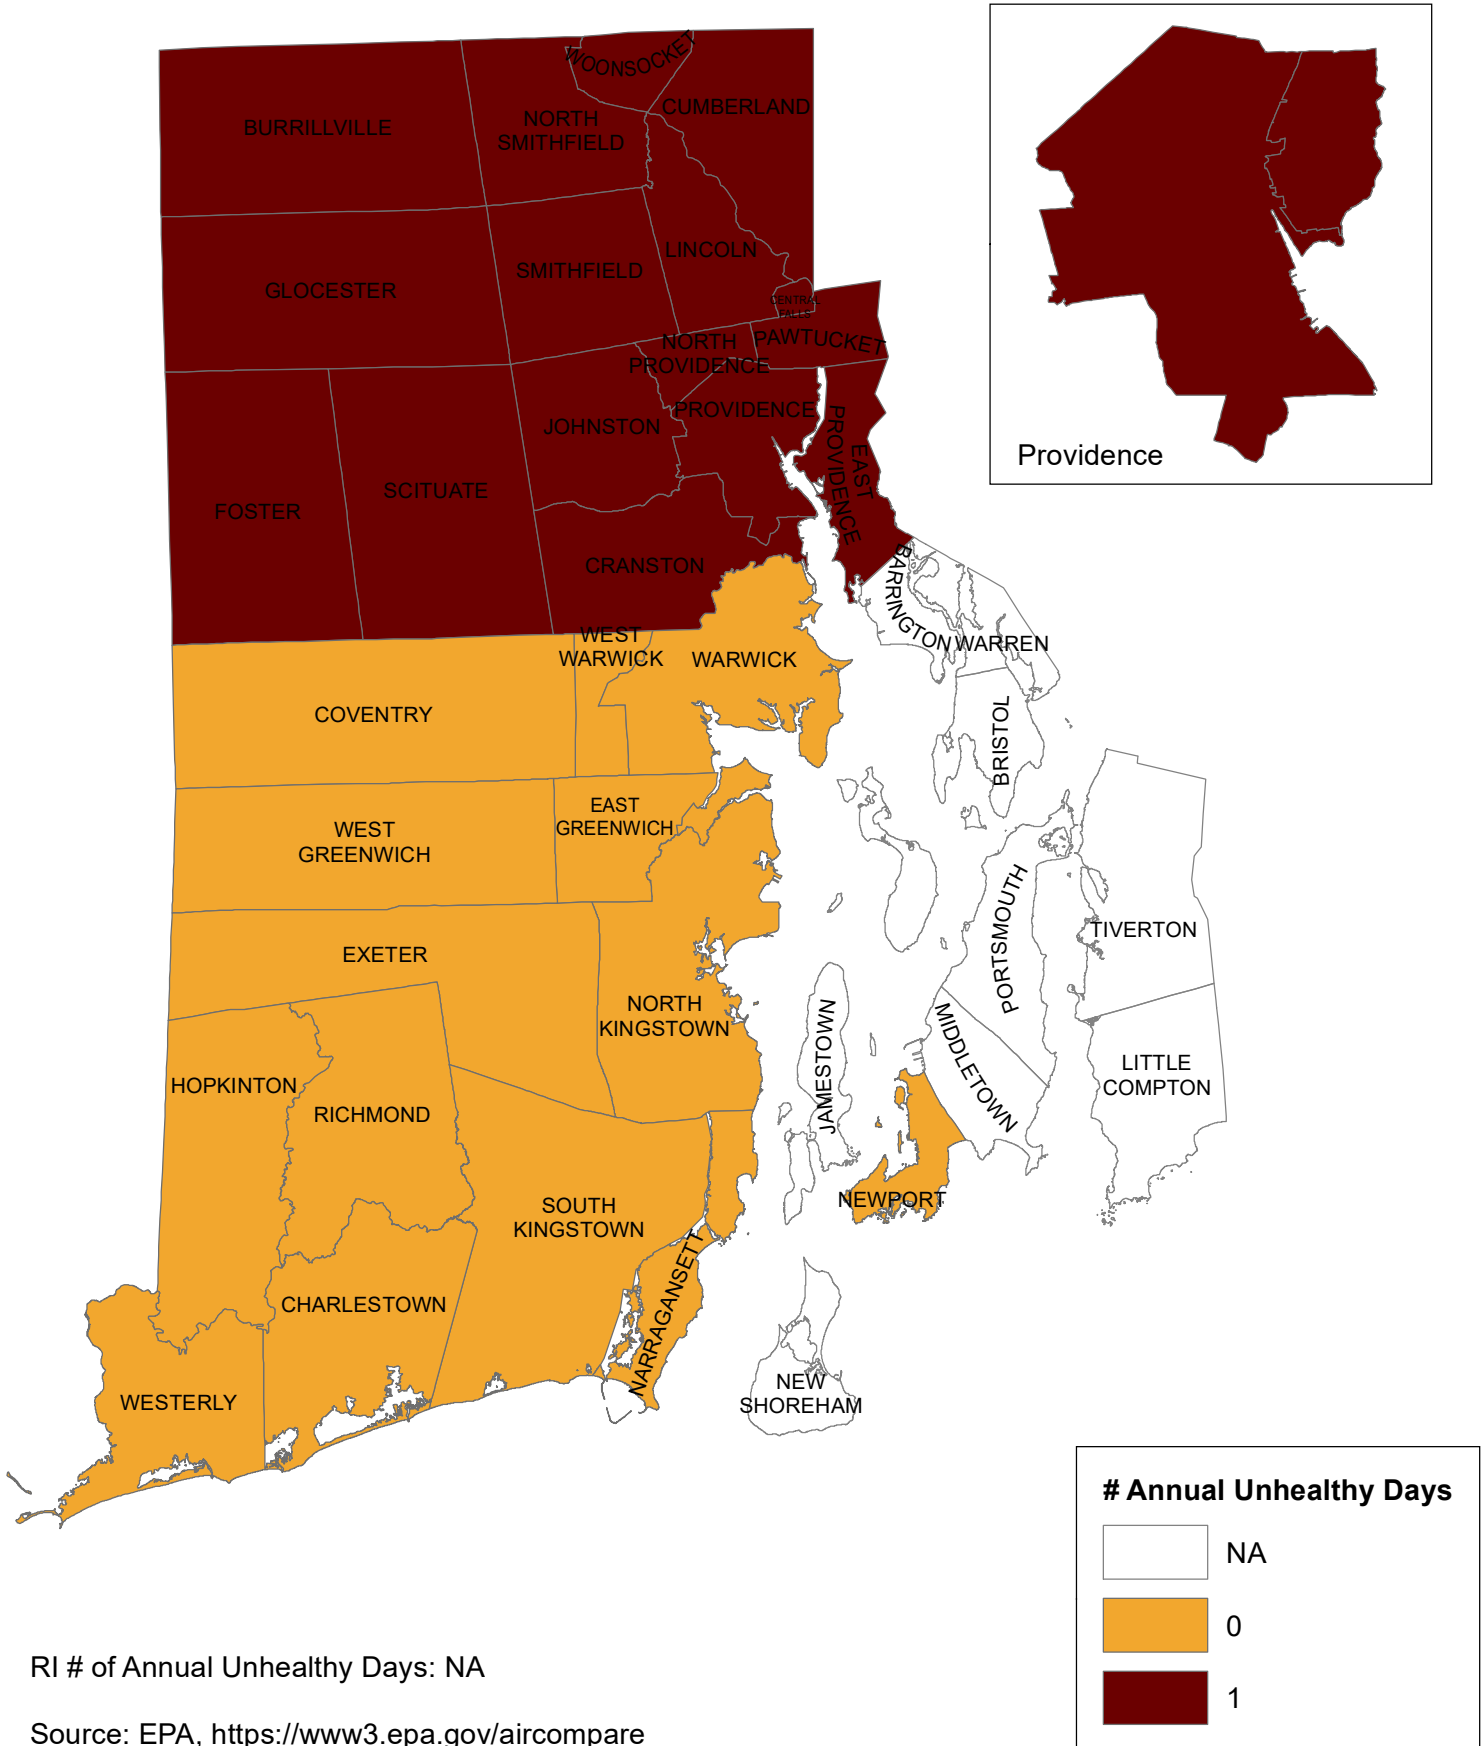 WOONSOCKET
CUMBERLAND
BURRILLVILLE
NORTH
SMITHFIELD
LINCOLN
SMITHFIELD
GLOCESTER
CENTRAL
FALLS
NORTH
PROVIDENCE
PAWTUCKET
PROVIDENCE
JOHNSTON
EAST
PROVIDENCE
SCITUATE
FOSTER
CRANSTON
Providence
BARRINGTON
WARREN
WEST
WARWICK
WARWICK
COVENTRY
BRISTOL
EAST
GREENWICH
WEST
GREENWICH
PORTSMOUTH
TIVERTON
EXETER
NORTH
KINGSTOWN
JAMESTOWN
MIDDLETOWN
LITTLE
COMPTON
HOPKINTON
RICHMOND
SOUTH
KINGSTOWN
NEWPORT
NARRAGANSETT
CHARLESTOWN
WESTERLY
NEW
SHOREHAM
# Annual Unhealthy Days
NA
0
1
RI # of Annual Unhealthy Days: NA
Source: EPA, https://www3.epa.gov/aircompare